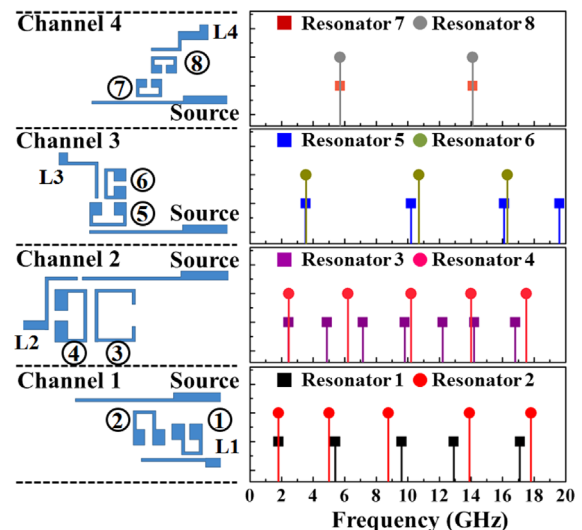 Channel 4
L4
⑧
⑦
Source
Resonator 7 Resonator 8
Channel 3
L3
⑥
⑤
Source
Resonator 5 Resonator 6
Channel 2
Source
L2
④ ③
Resonator 3 Resonator 4
Channel 1
Source
② ①
L1
Resonator 1 Resonator 2
0 2 4 6 8 10 12 14 16 18 20
Frequency (GHz)